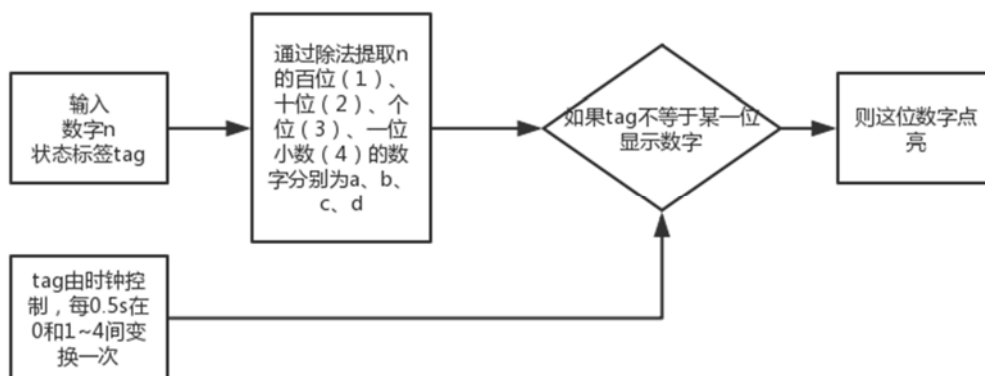 输入
数字n
状态标签tag
通过除法提取n
的百位（1）、
十位（2）、个
位（3）、一位
小数（4）的数
字分别为a、b、
c、d
如果tag不等于某一位
显示数字
则这位数字点
亮
tag由时钟控
制，每0.5s在
0和1~4间变
换一次